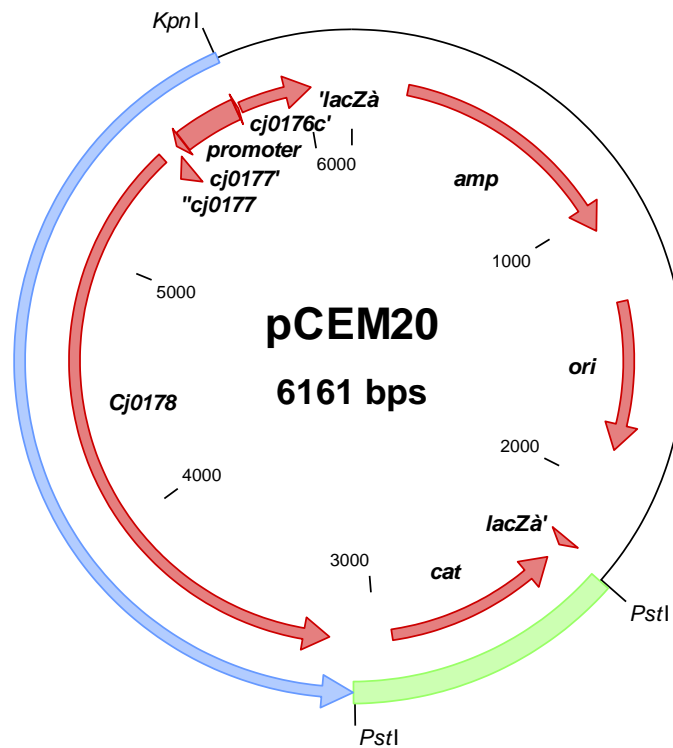 KpnI
'lacZà
cj0176c'
promoter
6000
cj0177'
"cj0177
amp
1000
5000
pCEM20
6161 bps
ori
Cj0178
2000
4000
lacZà'
3000
cat
PstI
PstI